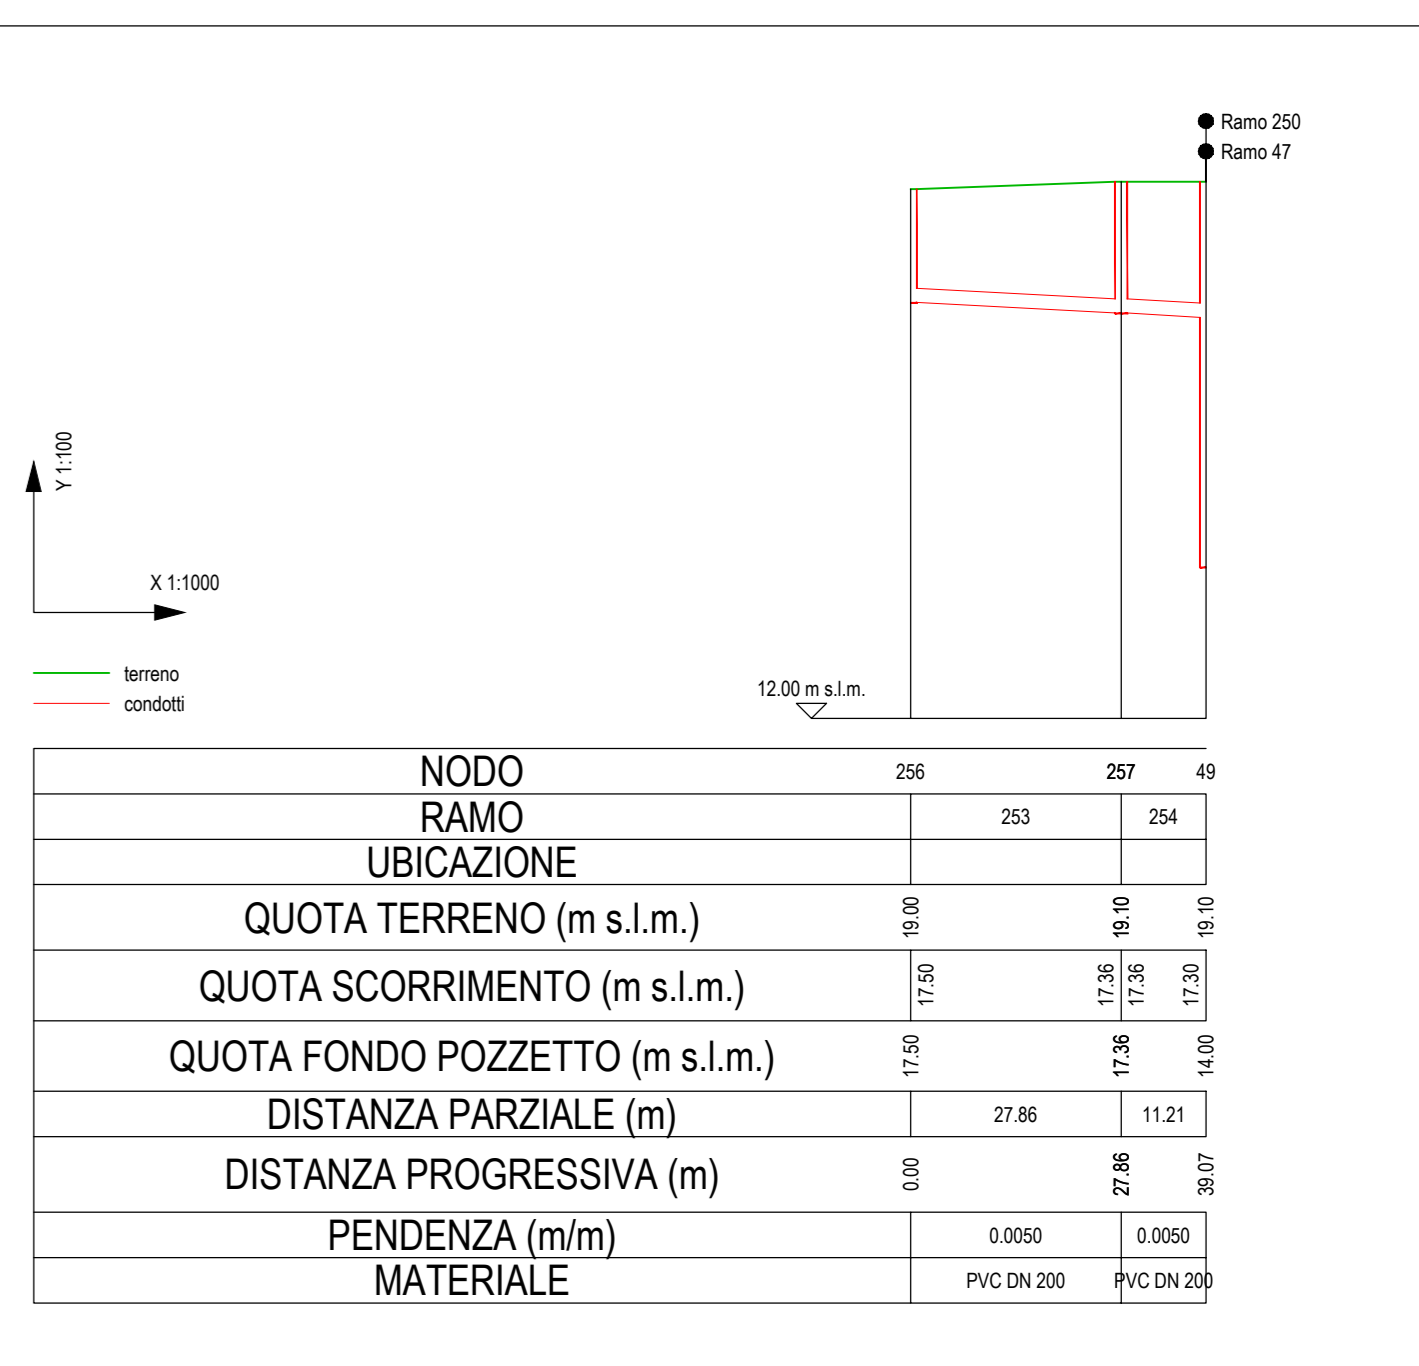 Ramo 250
Ramo 47
Y 1:100
X 1:1000
terreno
condotti
12.00 m s.l.m.
NODO 256 257 49
RAMO 253 254
UBICAZIONE
QUOTA TERRENO (m s.l.m.) 19.00 19.10 19.10
QUOTA SCORRIMENTO (m s.l.m.) 17.50 17.36 17.36 17.30
QUOTA FONDO POZZETTO (m s.l.m.) 17.50 17.36 14.00
DISTANZA PARZIALE (m) 27.86 11.21
DISTANZA PROGRESSIVA (m) 0.00 27.86 39.07
PENDENZA (m/m) 0.0050 0.0050
MATERIALE PVC DN 200 PVC DN 200